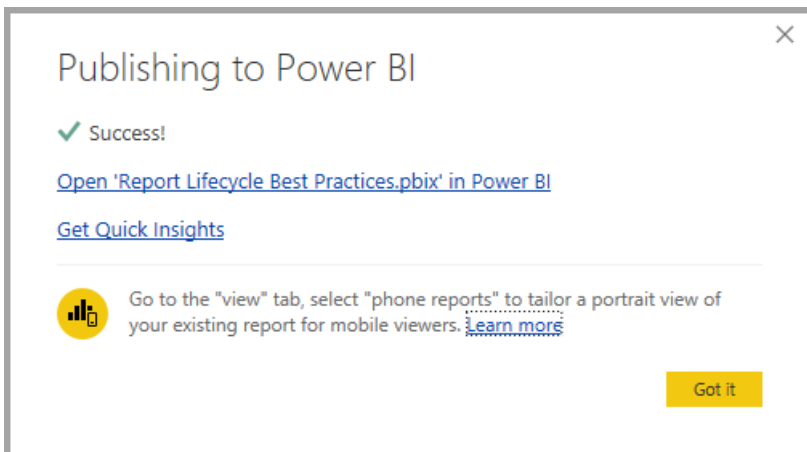 Publishing to Power BI
Success!
Open 'Report Lifecycle Best Practices.pbix' in Power BI
Get Quick Insights
Go to the "view" tab, select "phone reports" to tailor a portrait view of
your existing report for mobile viewers. Learn more
Got it